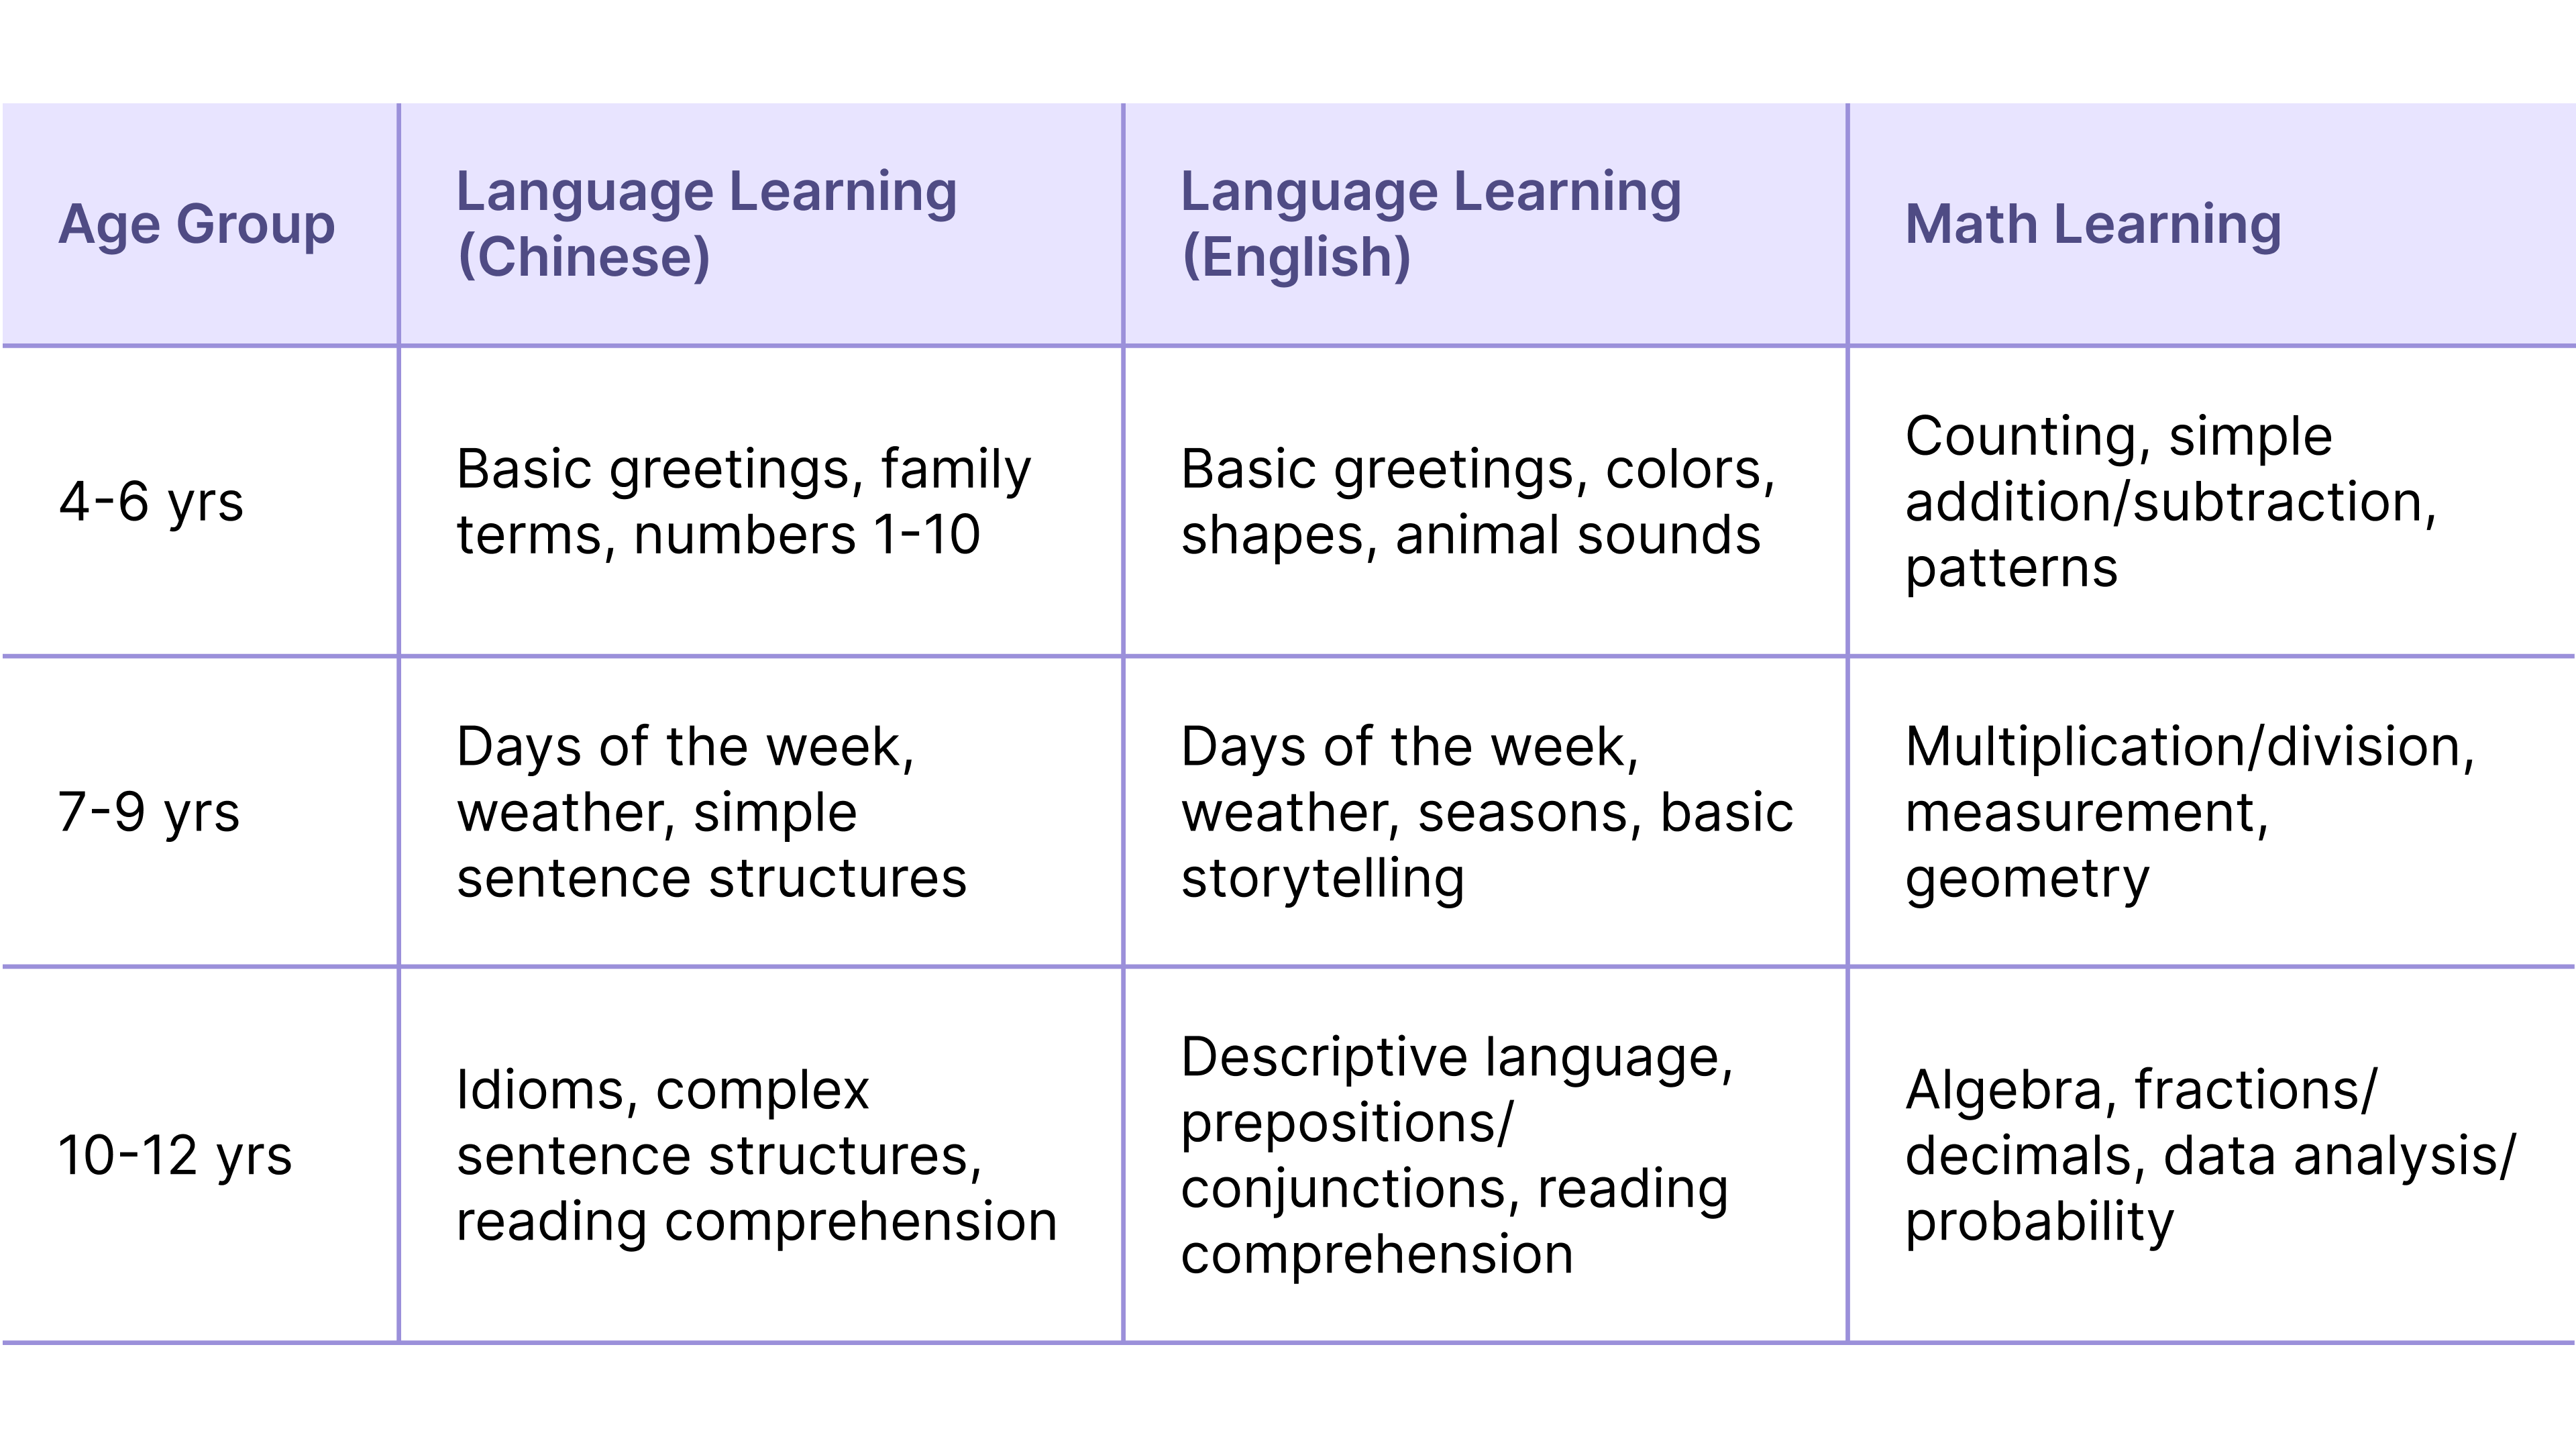 Age Group
Language Learning
(Chinese)
Language Learning
(English)
Math Learning
4-6 yrs
Basic greetings, family
terms, numbers 1-10
Basic greetings, colors,
shapes, animal sounds
Counting, simple
addition/subtraction,
patterns
7-9 yrs
Days of the week,
weather, simple
sentence structures
Days of the week,
weather, seasons, basic
storytelling
Multiplication/division,
measurement,
geometry
10-12 yrs
Idioms, complex
sentence structures,
reading comprehension
Descriptive language,
prepositions/
conjunctions, reading
comprehension
Algebra, fractions/
decimals, data analysis/
probability